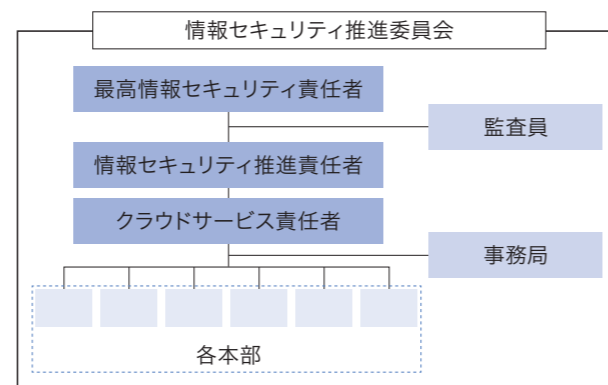 情報セキュリティ推進委員会
最高情報セキュリティ責任者
監査員
情報セキュリティ推進責任者
クラウドサービス責任者
事務局
各本部